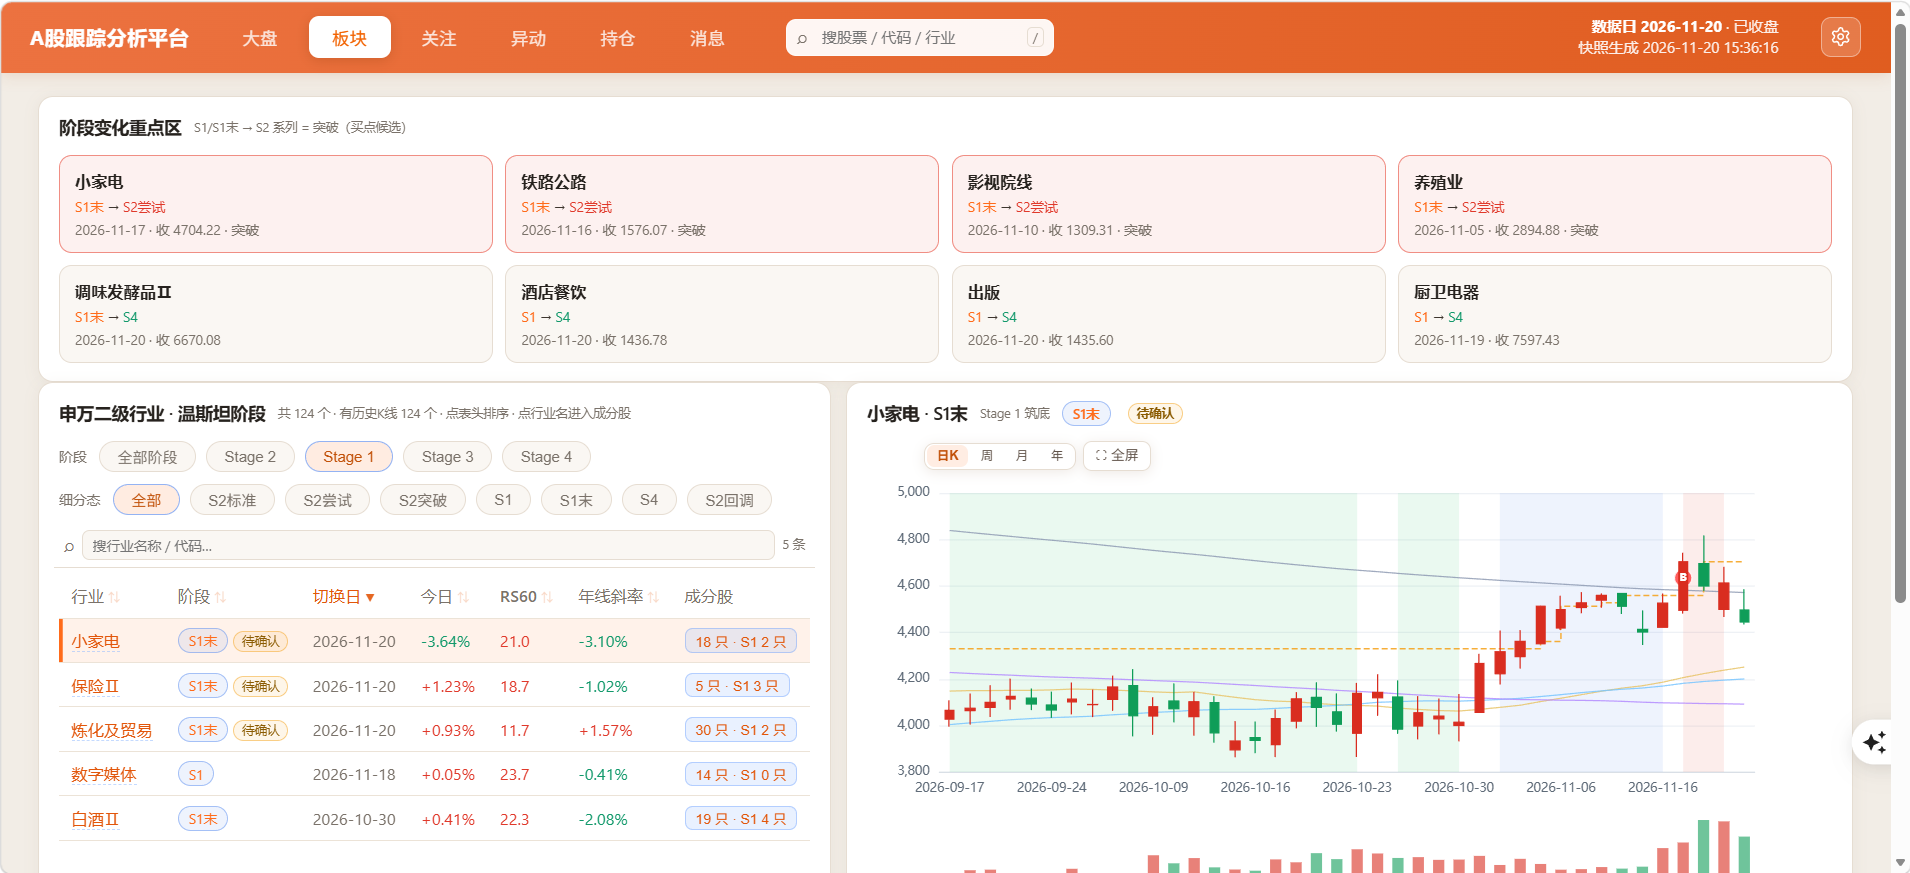 A股跟踪分析平台 大盘 板块 关注 异动 持仓 消息 搜股票 / 代码 / 行业 /
数据日 2026-11-20 · 已收盘
快照生成 2026-11-20 15:36:16
阶段变化重点区 S1/S1末 → S2 系列 = 突破（买点候选）
小家电
S1末 → S2尝试
2026-11-17 · 收 4704.22 · 突破
铁路公路
S1末 → S2尝试
2026-11-16 · 收 1576.07 · 突破
影视院线
S1末 → S2尝试
2026-11-10 · 收 1309.31 · 突破
养殖业
S1末 → S2尝试
2026-11-05 · 收 2894.88 · 突破
调味发酵品Ⅱ
S1末 → S4
2026-11-20 · 收 6670.08
酒店餐饮
S1 → S4
2026-11-20 · 收 1436.78
出版
S1 → S4
2026-11-20 · 收 1435.60
厨卫电器
S1 → S4
2026-11-19 · 收 7597.43
申万二级行业 · 温斯坦阶段 共 124 个 · 有历史K线 124 个 · 点表头排序 · 点行业名进入成分股
阶段 全部阶段 Stage 2 Stage 1 Stage 3 Stage 4
细分态 全部 S2标准 S2尝试 S2突破 S1 S1末 S4 S2回调
搜行业名称 / 代码... 5 条
行业 ⇅ 阶段 ⇅ 切换日 ▼ 今日 ⇅ RS60 ⇅ 年线斜率 ⇅ 成分股
小家电 S1末 待确认 2026-11-20 -3.64% 21.0 -3.10% 18 只 · S1 2 只
保险Ⅱ S1末 待确认 2026-11-20 +1.23% 18.7 -1.02% 5 只 · S1 3 只
炼化及贸易 S1末 待确认 2026-11-20 +0.93% 11.7 +1.57% 30 只 · S1 2 只
数字媒体 S1 2026-11-18 +0.05% 23.7 -0.41% 14 只 · S1 0 只
白酒Ⅱ S1末 2026-10-30 +0.41% 22.3 -2.08% 19 只 · S1 4 只
小家电 · S1末 Stage 1 筑底 S1末 待确认
日K 周 月 年 全屏
5,000
4,800
4,600
4,400
4,200
4,000
3,800
B
2026-09-17 2026-09-24 2026-10-09 2026-10-16 2026-10-23 2026-10-30 2026-11-06 2026-11-16